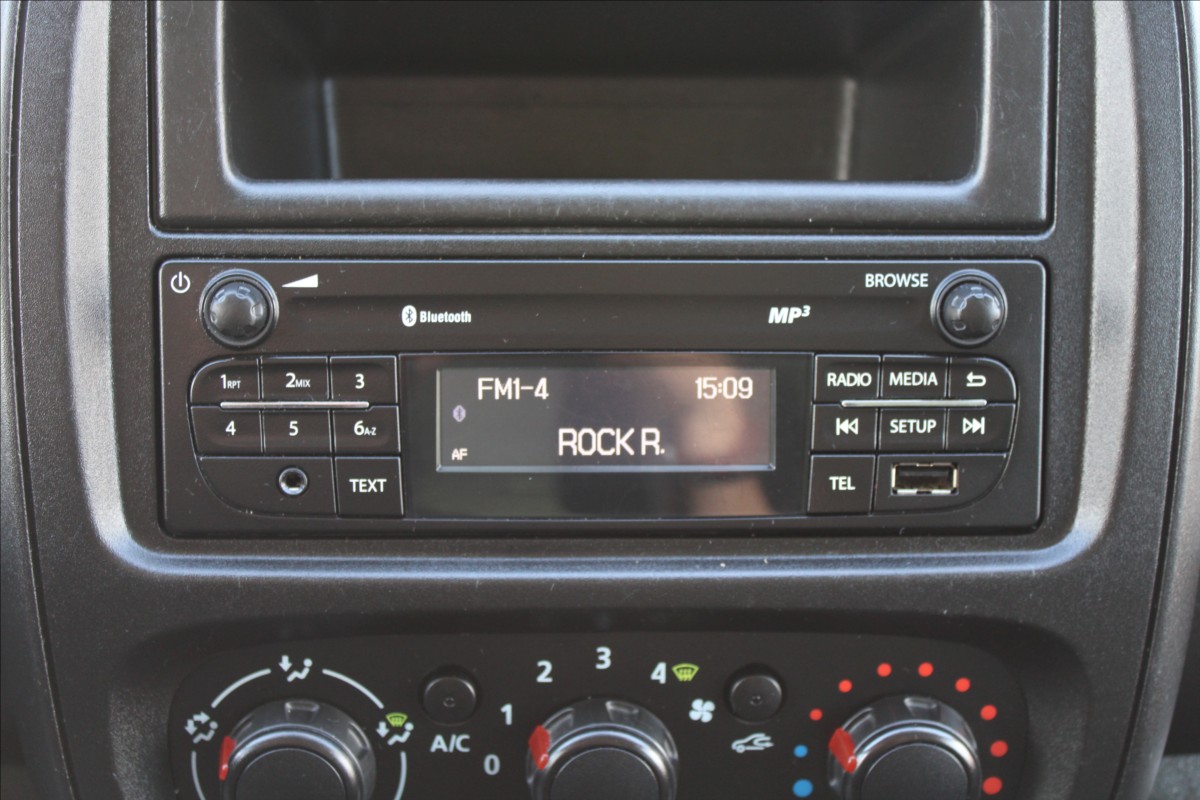 BROWSE
Bluetooth MP3
1RPT 2MIX 3
FM1-4 15:09
RADIO MEDIA
4 5 6A-Z
ROCK R.
SETUP
AF
TEXT
TEL
2 3 4
1
A/C
0